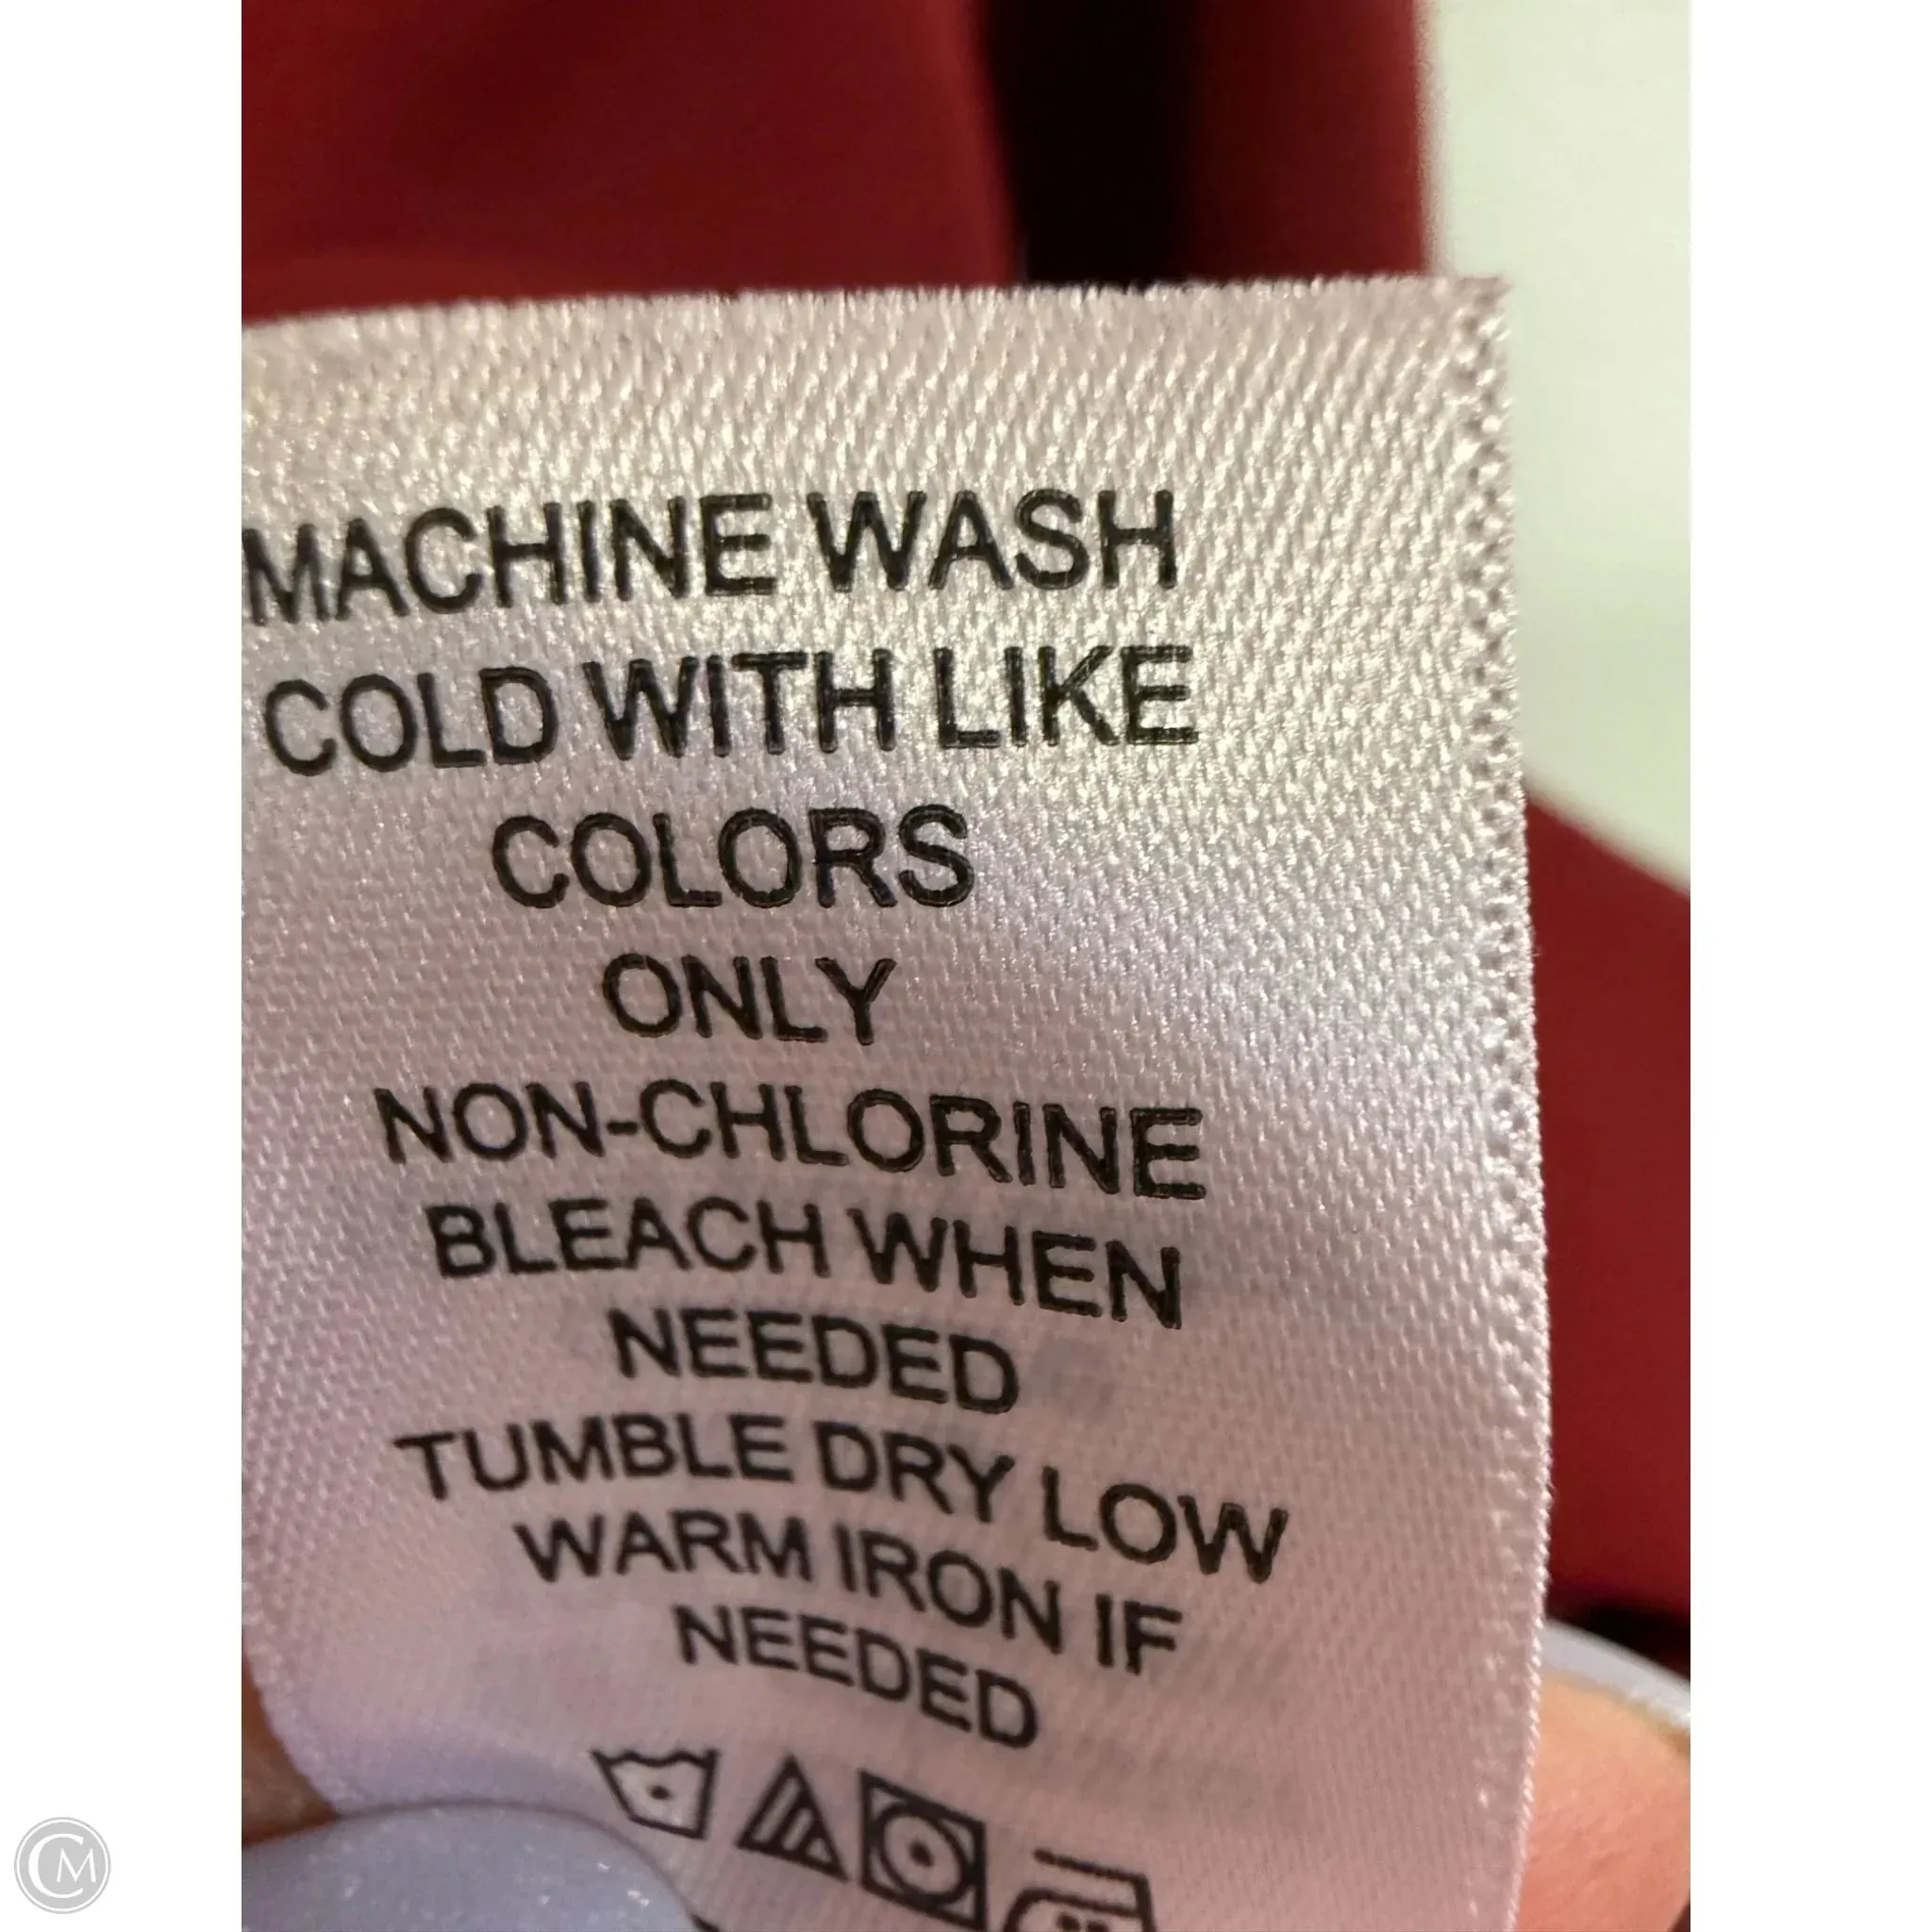 MACHINE WASH
COLD WITH LIKE
COLORS
ONLY
NON-CHLORINE
BLEACH WHEN
NEEDED
TUMBLE DRY LOW
WARM IRON IF
NEEDED
CM